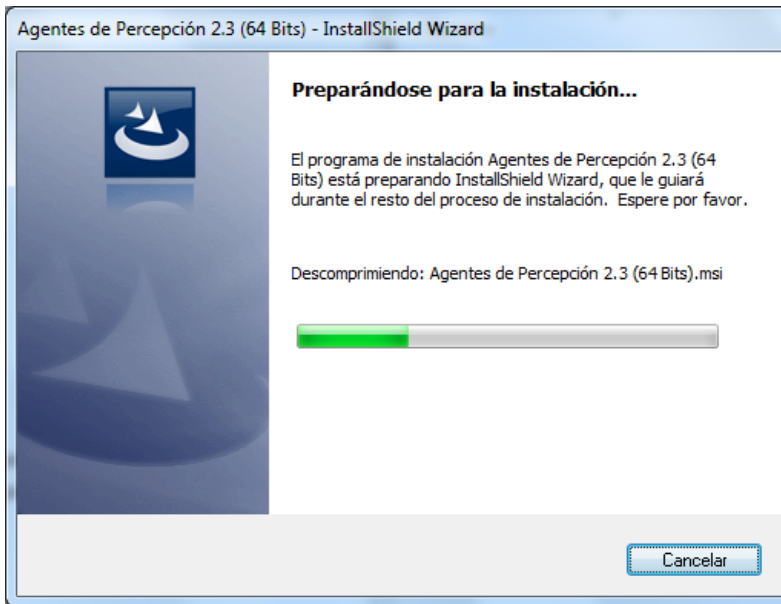 Agentes de Percepción 2.3 (64 Bits) - InstallShield Wizard
Preparándose para la instalación...
El programa de instalación Agentes de Percepción 2.3 (64
Bits) está preparando InstallShield Wizard, que le guiará
durante el resto del proceso de instalación. Espere por favor.
Descomprimiendo: Agentes de Percepción 2.3 (64 Bits).msi
Cancelar